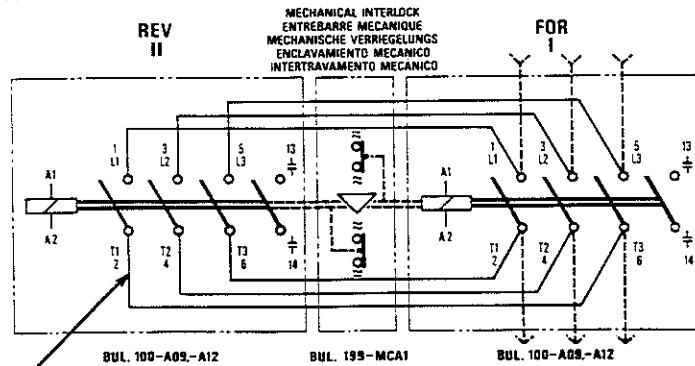 MECHANICAL INTERLOCK
ENTREBARRE MECANIQUE
MECHANISCHE VERRIEGELUNGS
ENCLAVAMIENTO MECANICO
INTERTRAVAMENTO MECANICO
REV
II
FOR
I
1 3 5 13
L1 L2 L3
A1
A2
T1 T2 T3
2 4 6 14
22
22
1 3 5 13
L1 L2 L3
A1
A2
T1 T2 T3
2 4 6 14
BUL. 100-A09,-A12
BUL. 199-MCA1
BUL. 100-A09,-A12